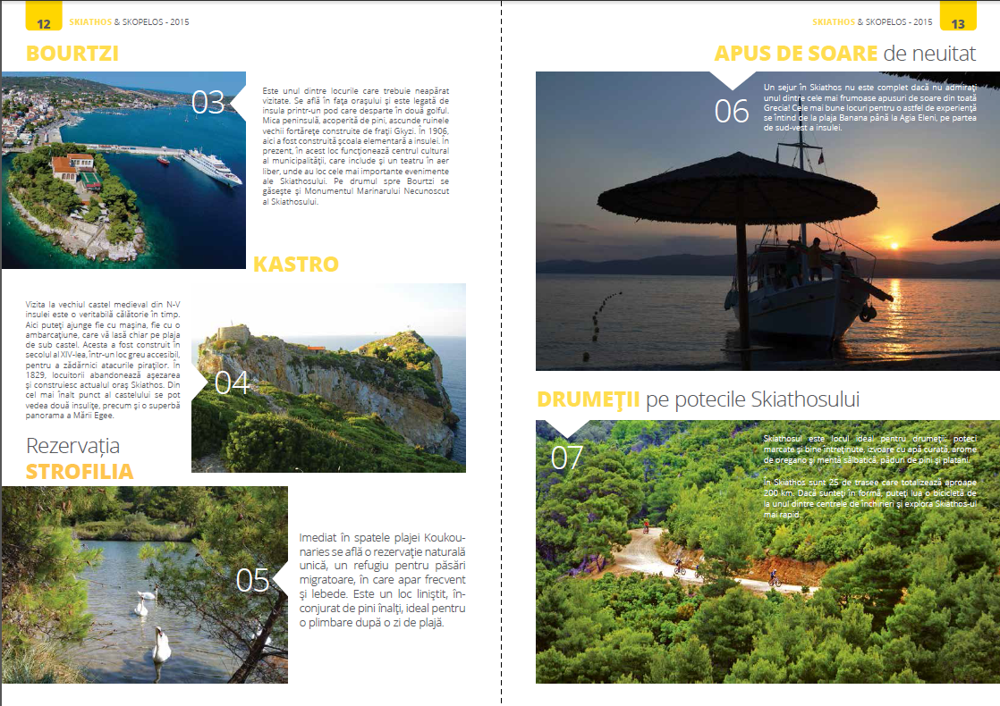 12
SKIATHOS & SKOPELOS - 2015
BOURTZI
03
Este unul dintre locurile care trebuie neapărat
vizitate. Se află în fața orașului și este legată de
insula printr-un pod care desparte în două golful.
Mica peninsulă, acoperită de pini, ascunde ruinele
vechii fortărețe construite de frații Gkyzi. În 1906,
aici a fost construită școala elementară a insulei. În
prezent, în acest loc funcționează centrul cultural
al municipalității, care include și un teatru în aer
liber, unde au loc cele mai importante evenimente
ale Skiathosului. Pe drumul spre Bourtzi se
găsește și Monumentul Marinarului Necunoscut
al Skiathosului.
KASTRO
Vizita la vechiul castel medieval din N-V
insulei este o veritabilă călătorie în timp.
Aici puteți ajunge fie cu mașina, fie cu o
ambarcațiune, care vă lasă chiar pe plaja
de sub castel. Acesta a fost construit în
secolul al XIV-lea, într-un loc greu accesibil,
pentru a zădărnici atacurile piraților. În
1829, locuitorii abandonează așezarea
și construiesc actualul oraș Skiathos. Din
cel mai înalt punct al castelului se pot
vedea două insulițe, precum și o superbă
panorama a Mării Egee.
04
Rezervația
STROFILIA
05
Imediat în spatele plajei Koukou-
naries se află o rezervație naturală
unică, un refugiu pentru păsări
migratoare, în care apar frecvent
și lebede. Este un loc liniștit, în-
conjurat de pini înalți, ideal pentru
o plimbare după o zi de plajă.
SKIATHOS & SKOPELOS - 2015
13
APUS DE SOARE de neuitat
06
Un sejur în Skiathos nu este complet dacă nu admirați
unul dintre cele mai frumoase apusuri de soare din toată
Grecia! Cele mai bune locuri pentru o astfel de experiență
se întind de la plaja Banana până la Agia Eleni, pe partea
de sud-vest a insulei.
DRUMEȚII pe potecile Skiathosului
07
Skiathosul este locul ideal pentru drumeții: poteci
marcate și bine întreținute, izvoare cu apă curată, arome
de oregano și mentă sălbatică, păduri de pini și platani.
În Skiathos sunt 25 de trasee care totalizează aproape
200 km. Dacă sunteți în formă, puteți lua o bicicletă de
la unul dintre centrele de închirieri și explora Skiathos-ul
mai rapid.